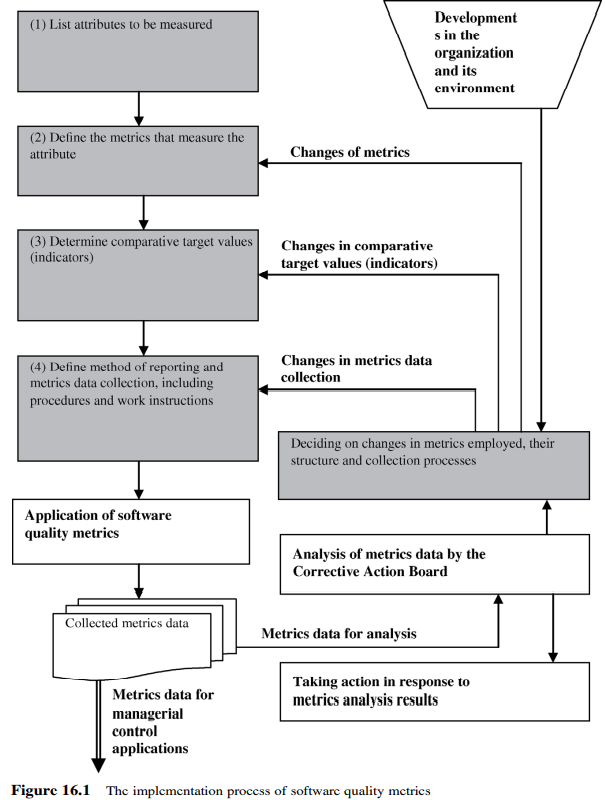 (1) List attributes to be measured
Development
s in the
organization
and its
environment
(2) Define the metrics that measure the
attribute
Changes of metrics
(3) Determine comparative target values
(indicators)
Changes in comparative
target values (indicators)
(4) Define method of reporting and
metrics data collection, including
procedures and work instructions
Changes in metrics data
collection
Deciding on changes in metrics employed, their
structure and collection processes
Application of software
quality metrics
Analysis of metrics data by the
Corrective Action Board
Collected metrics data
Metrics data for analysis
Taking action in response to
metrics analysis results
Metrics data for
managerial
control
applications
Figure 16.1 The implementation process of software quality metrics